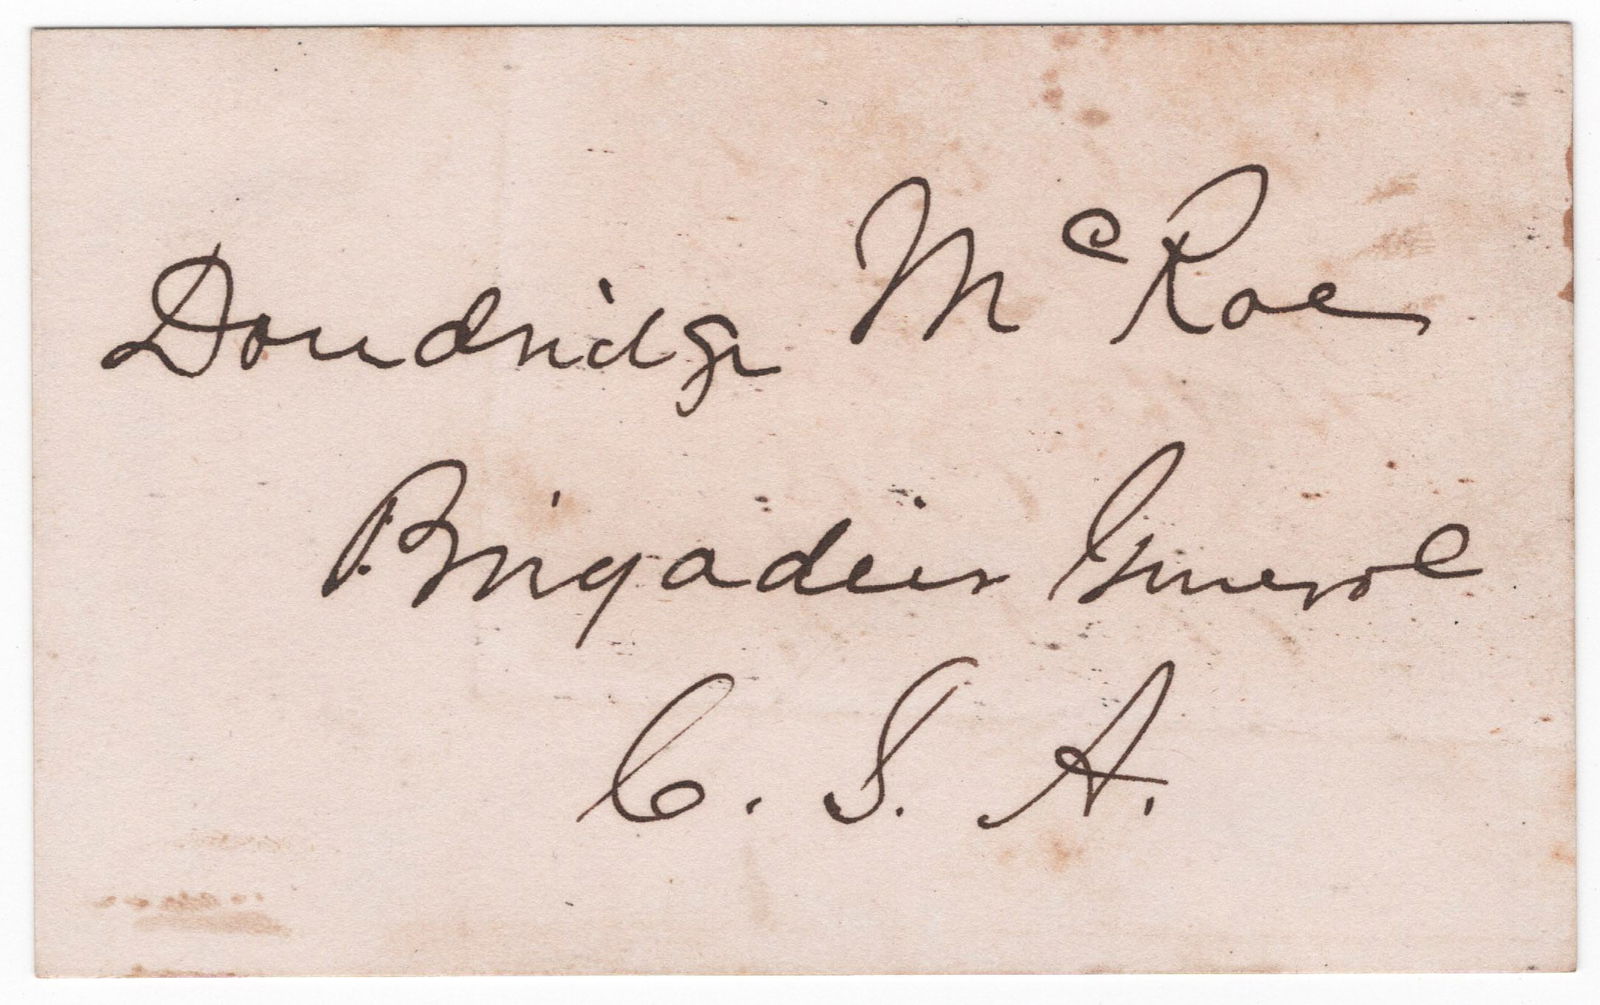 Dandridge McRae
Brigadier General
C. S. A.